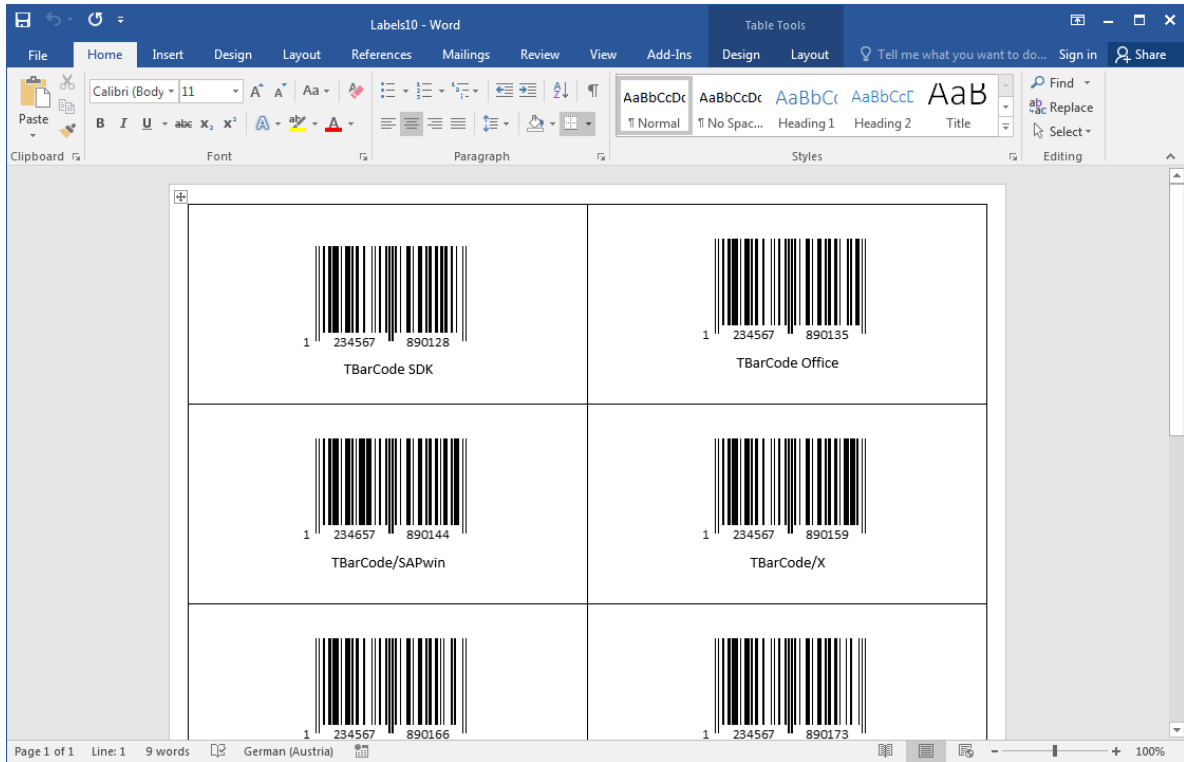 Labels10 - Word
Table Tools
File Home Insert Design Layout References Mailings Review View Add-Ins Design Layout Tell me what you want to do... Sign in Share
Paste
Calibri (Body 11
A A Aa
B I U abc x₂ x² A aby A
AaBbCcDc AaBbCcDc AaBbCc AaBbCcE AaB
¶ Normal ¶ No Spac... Heading 1 Heading 2 Title
Find
Replace
Select
Clipboard Font Paragraph Styles Editing
1 234567 890128
TBarCode SDK
1 234567 890135
TBarCode Office
1 234657 890144
TBarCode/SAPwin
1 234567 890159
TBarCode/X
1 234567 890166
1 234567 890173
Page 1 of 1 Line: 1 9 words German (Austria) 100%